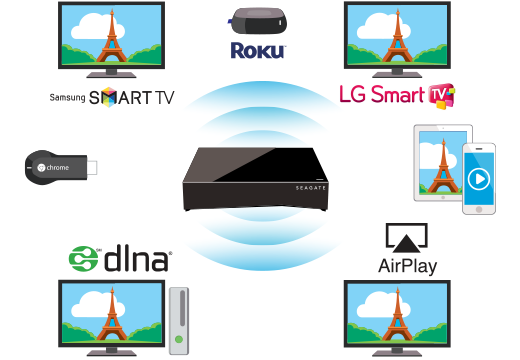 ROKU
Samsung SMART TV
LG Smart TV
chrome
SEAGATE
dlna®
AirPlay